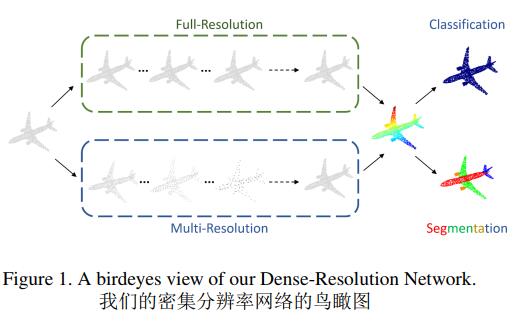 Full-Resolution
Classification
Multi-Resolution
Segmentation
Figure 1. A birdeyes view of our Dense-Resolution Network.
我们的密集分辨率网络的鸟瞰图